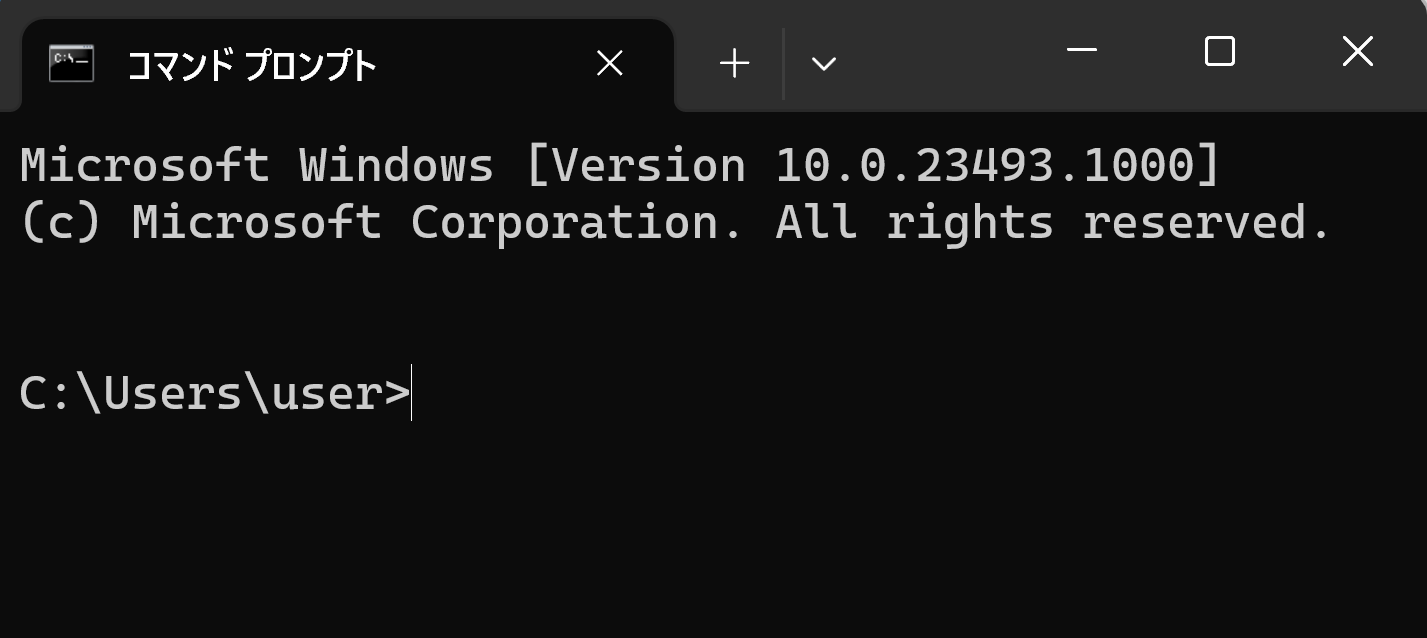 コマンド プロンプト
Microsoft Windows [Version 10.0.23493.1000]
(c) Microsoft Corporation. All rights reserved.
C:\Users\user>